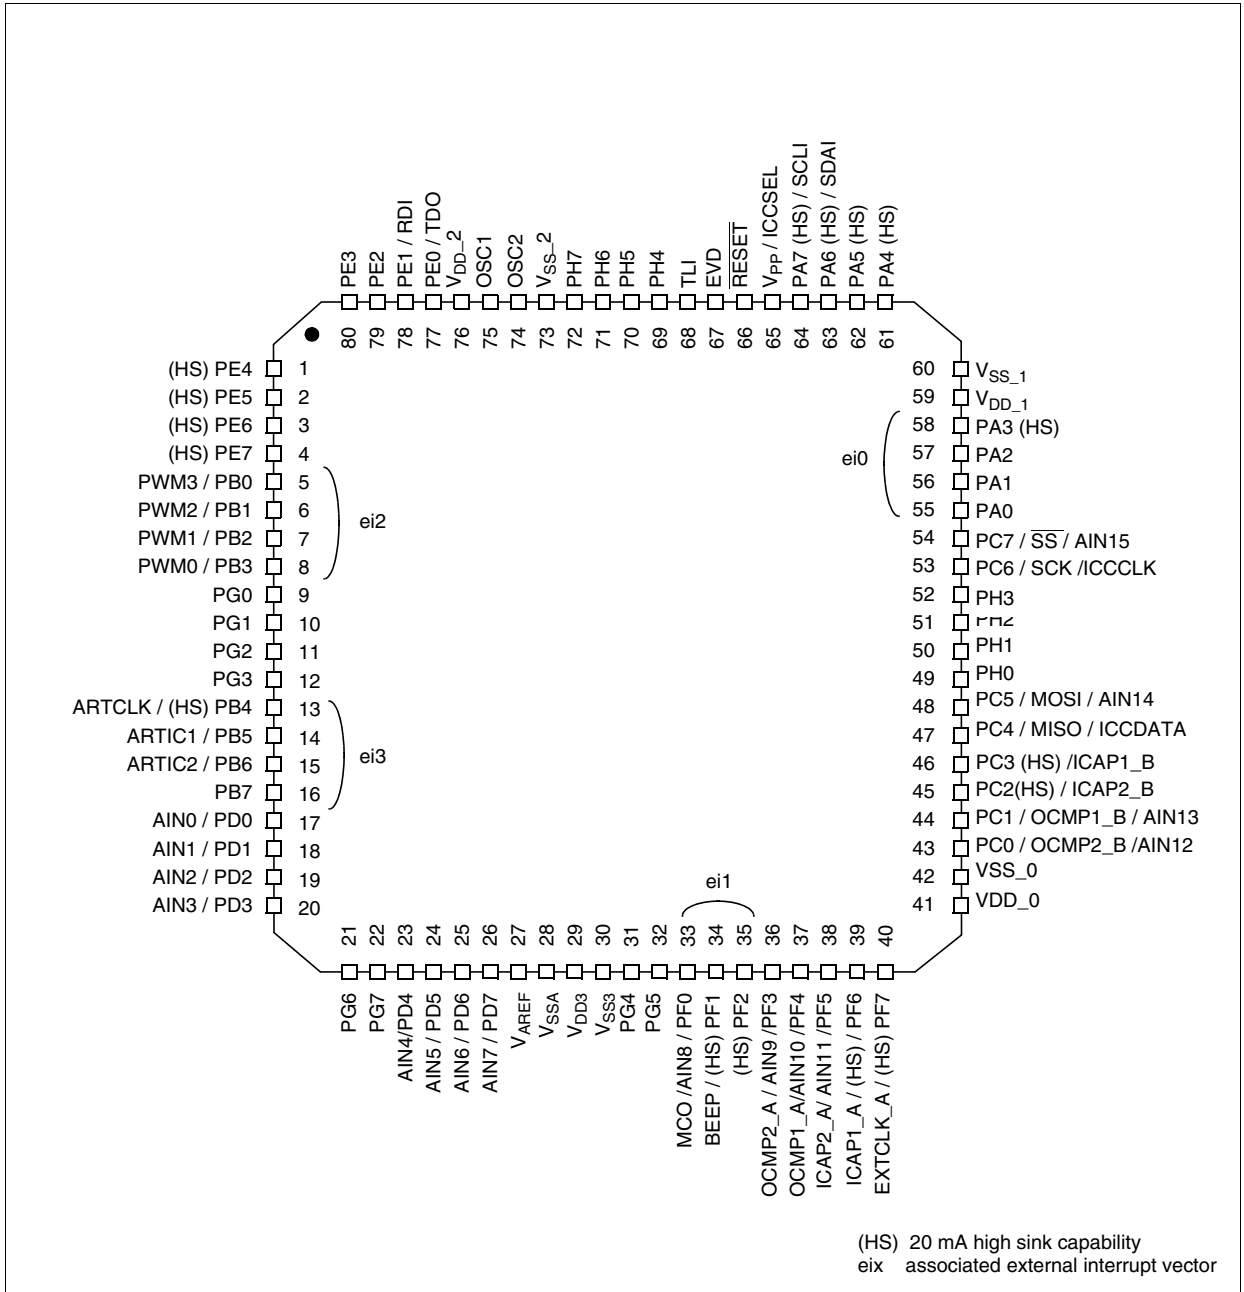 PE3
PE2
PE1 / RDI
PE0 / TDO
VDD_2
OSC1
OSC2
VSS_2
PH7
PH6
PH5
PH4
TLI
EVD
RESET
VPP / ICCSEL
PA7 (HS) / SCLI
PA6 (HS) / SDAI
PA5 (HS)
PA4 (HS)
80 79 78 77 76 75 74 73 72 71 70 69 68 67 66 65 64 63 62 61
(HS) PE4 1
(HS) PE5 2
(HS) PE6 3
(HS) PE7 4
PWM3 / PB0 5
PWM2 / PB1 6
PWM1 / PB2 7
PWM0 / PB3 8
ei2
PG0 9
PG1 10
PG2 11
PG3 12
ARTCLK / (HS) PB4 13
ARTIC1 / PB5 14
ARTIC2 / PB6 15
PB7 16
ei3
AIN0 / PD0 17
AIN1 / PD1 18
AIN2 / PD2 19
AIN3 / PD3 20
60 VSS_1
59 VDD_1
58 PA3 (HS)
57 PA2
56 PA1
55 PA0
ei0
54 PC7 / SS / AIN15
53 PC6 / SCK /ICCCLK
52 PH3
51 PH2
50 PH1
49 PH0
48 PC5 / MOSI / AIN14
47 PC4 / MISO / ICCDATA
46 PC3 (HS) /ICAP1_B
45 PC2(HS) / ICAP2_B
44 PC1 / OCMP1_B / AIN13
43 PC0 / OCMP2_B /AIN12
42 VSS_0
41 VDD_0
ei1
21 22 23 24 25 26 27 28 29 30 31 32 33 34 35 36 37 38 39 40
PG6
PG7
AIN4/PD4
AIN5 / PD5
AIN6 / PD6
AIN7 / PD7
VAREF
VSSA
VDD3
VSS3
PG4
PG5
MCO /AIN8 / PF0
BEEP / (HS) PF1
(HS) PF2
OCMP2_A / AIN9 /PF3
OCMP1_A/AIN10 /PF4
ICAP2_A/ AIN11 /PF5
ICAP1_A / (HS) / PF6
EXTCLK_A / (HS) PF7
(HS) 20 mA high sink capability
eix associated external interrupt vector